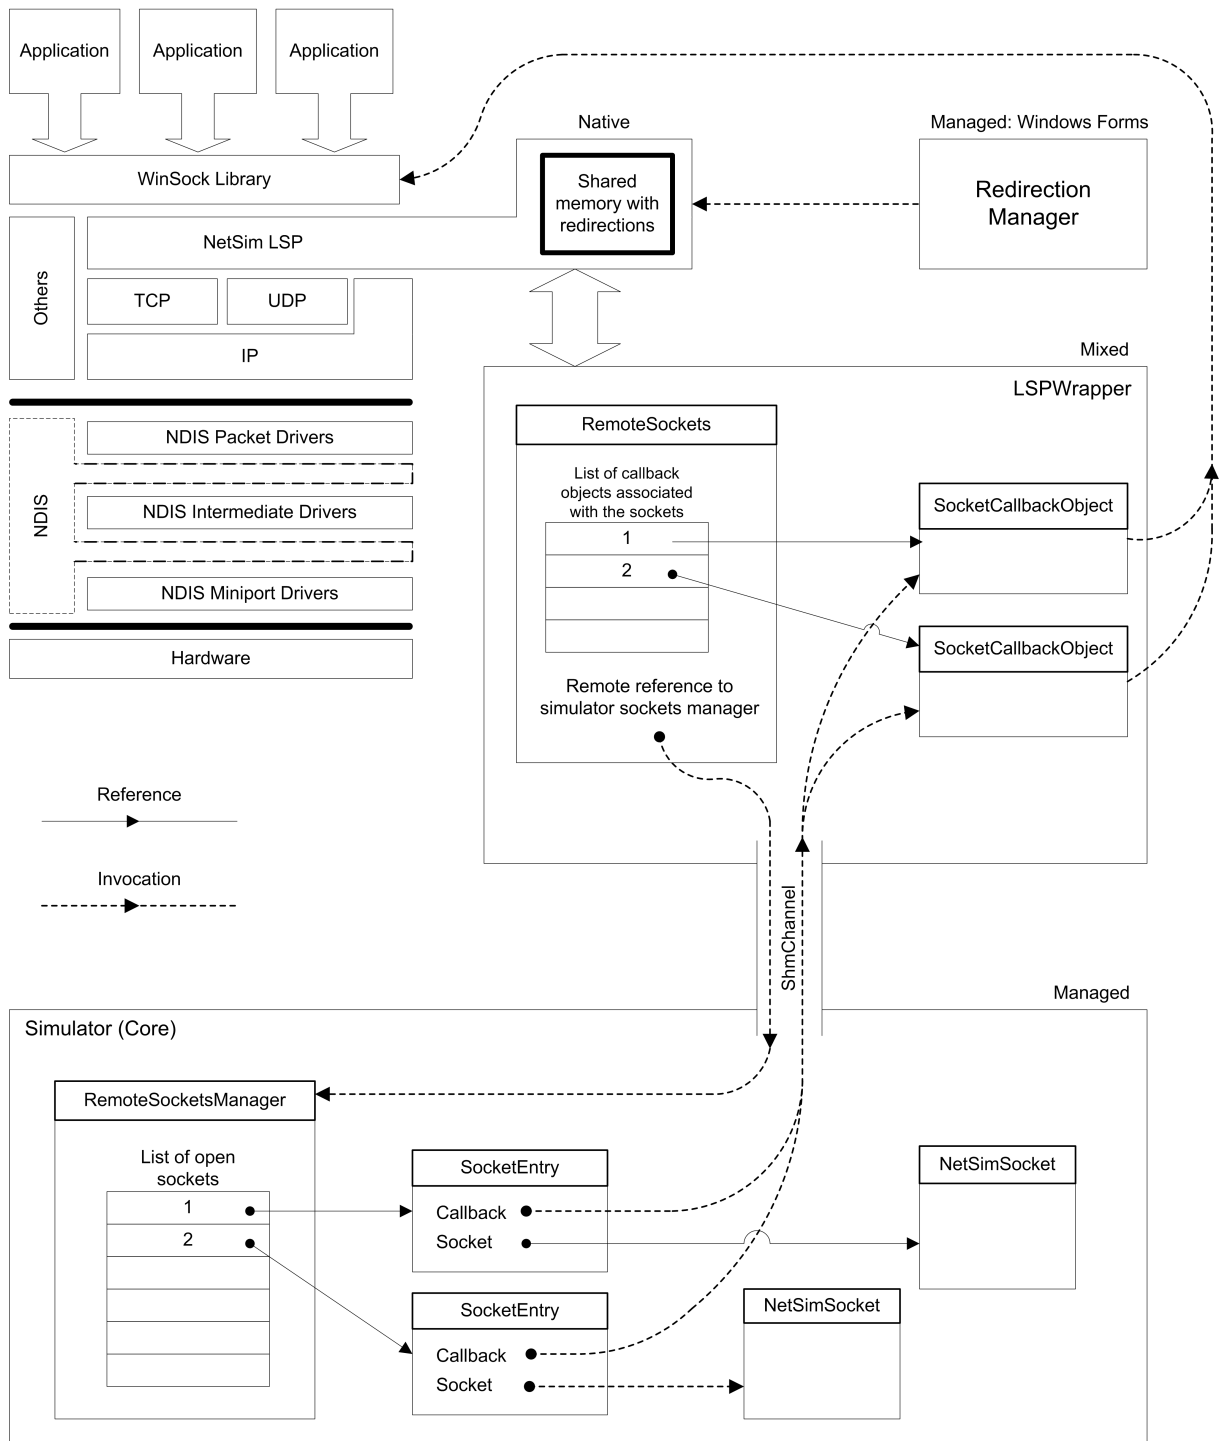 Application
Application
Application
Native
Managed: Windows Forms
WinSock Library
Shared
memory with
redirections
Redirection
Manager
NetSim LSP
Others
TCP
UDP
IP
Mixed
LSPWrapper
RemoteSockets
NDIS
NDIS Packet Drivers
NDIS Intermediate Drivers
NDIS Miniport Drivers
Hardware
List of callback
objects associated
with the sockets
1
2
SocketCallbackObject
SocketCallbackObject
Remote reference to
simulator sockets manager
Reference
Invocation
ShmChannel
Managed
Simulator (Core)
RemoteSocketsManager
List of open
sockets
1
2
SocketEntry
Callback
Socket
NetSimSocket
SocketEntry
Callback
Socket
NetSimSocket